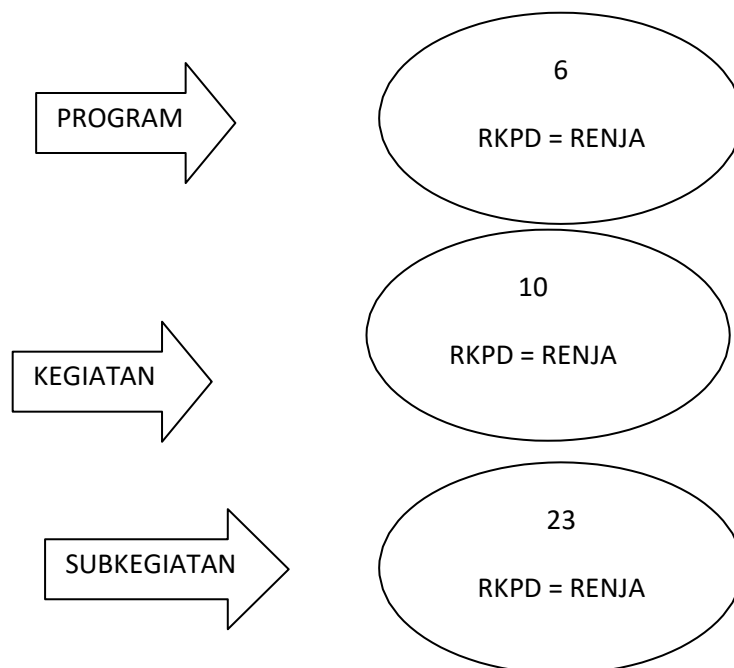 PROGRAM
6
RKPD = RENJA
KEGIATAN
10
RKPD = RENJA
SUBKEGIATAN
23
RKPD = RENJA